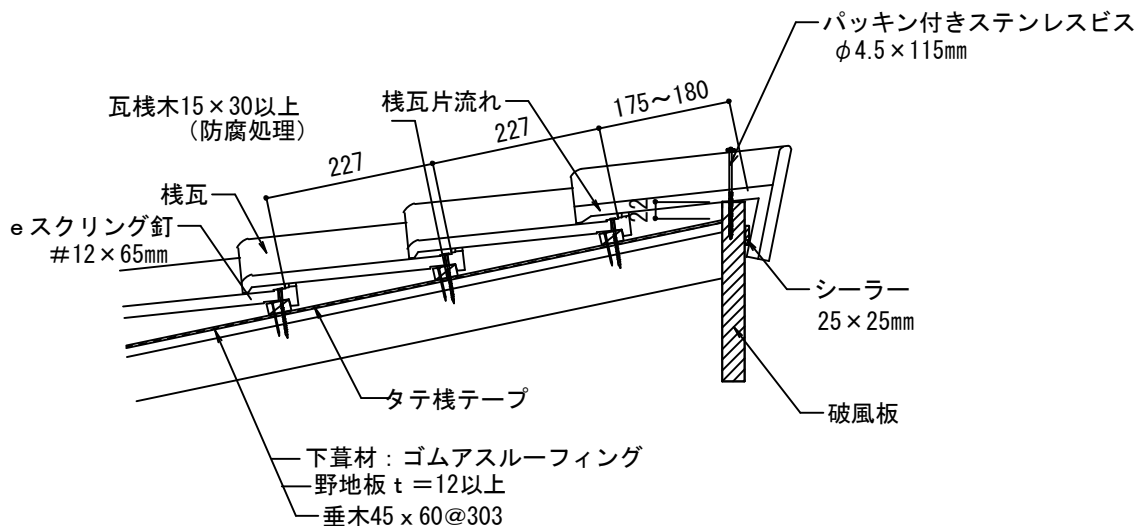 パッキン付きステンレスビス
φ4.5×115mm
瓦桟木15×30以上
（防腐処理）
桟瓦片流れ
175～180
227
227
桟瓦
eスクリング釘
＃12×65mm
22
シーラー
25×25mm
タテ桟テープ
破風板
下葺材：ゴムアスルーフィング
野地板ｔ＝12以上
垂木45ｘ60@303